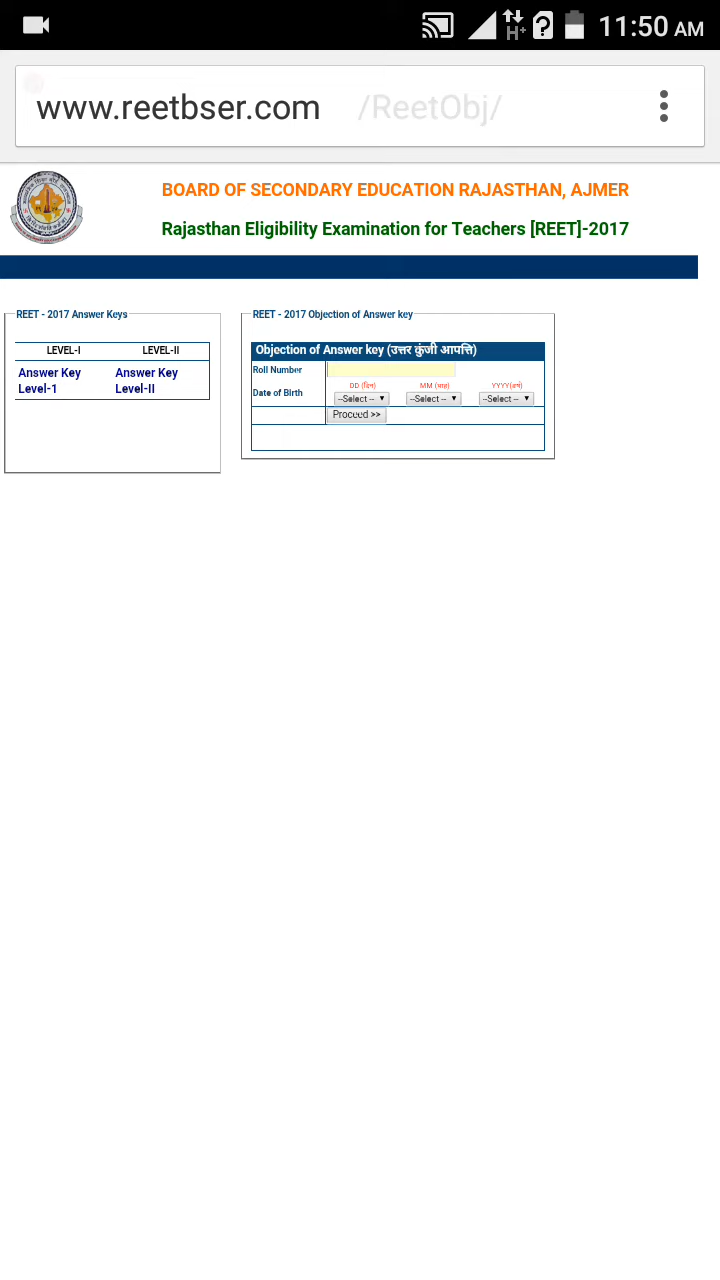 11:50 AM
H+
www.reetbser.com /ReetObj/
BOARD OF SECONDARY EDUCATION RAJASTHAN, AJMER
Rajasthan Eligibility Examination for Teachers [REET]-2017
REET - 2017 Answer Keys
LEVEL-I LEVEL-II
Answer Key Answer Key
Level-1 Level-II
REET - 2017 Objection of Answer key
Objection of Answer key (उत्तर कुंजी आपत्ति)
Roll Number
DD (दिन) MM (माह) YYYY(वर्ष)
Date of Birth --Select -- --Select -- --Select --
Proceed >>